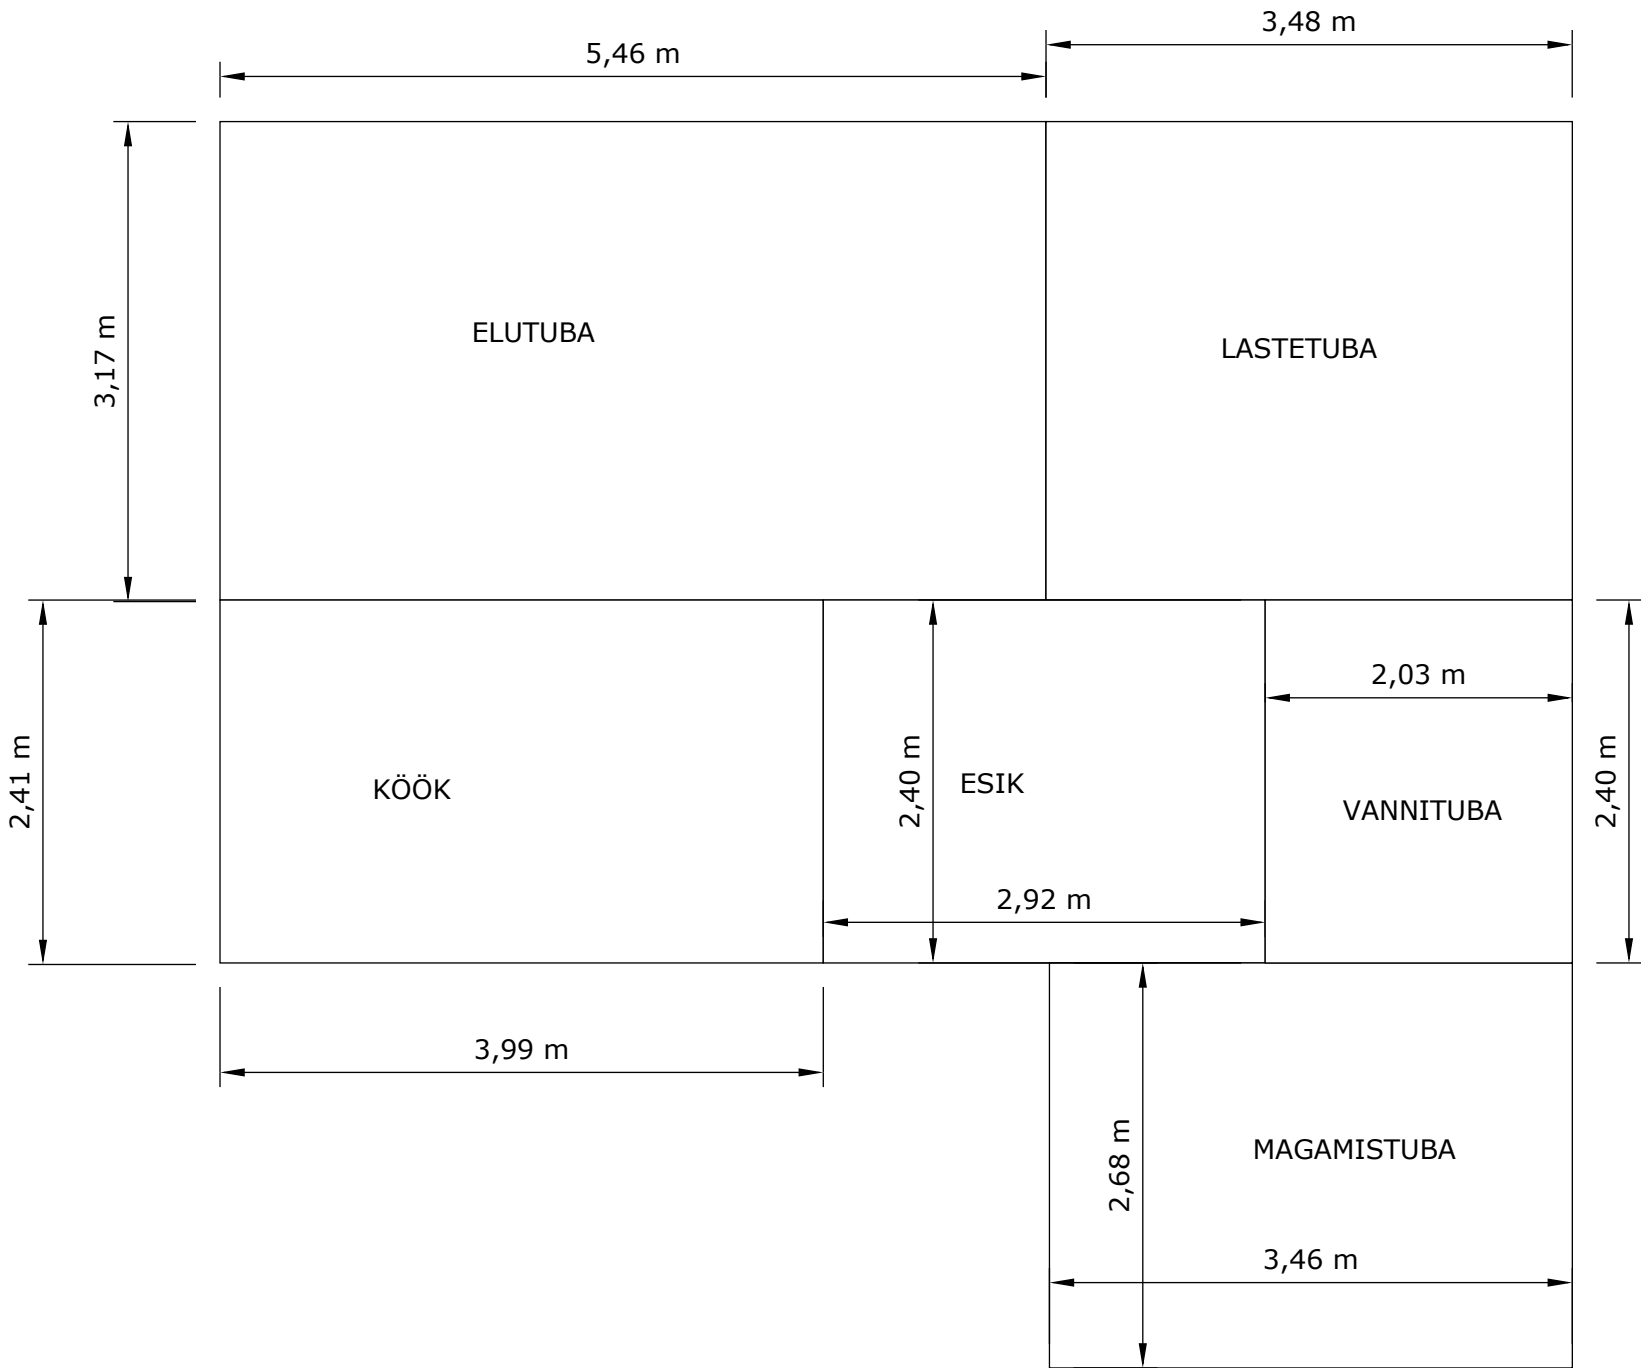 3,48 m
5,46 m
3,17 m
ELUTUBA
LASTETUBA
2,03 m
2,41 m
KÖÖK
2,40 m
ESIK
VANNITUBA
2,40 m
2,92 m
3,99 m
2,68 m
MAGAMISTUBA
3,46 m